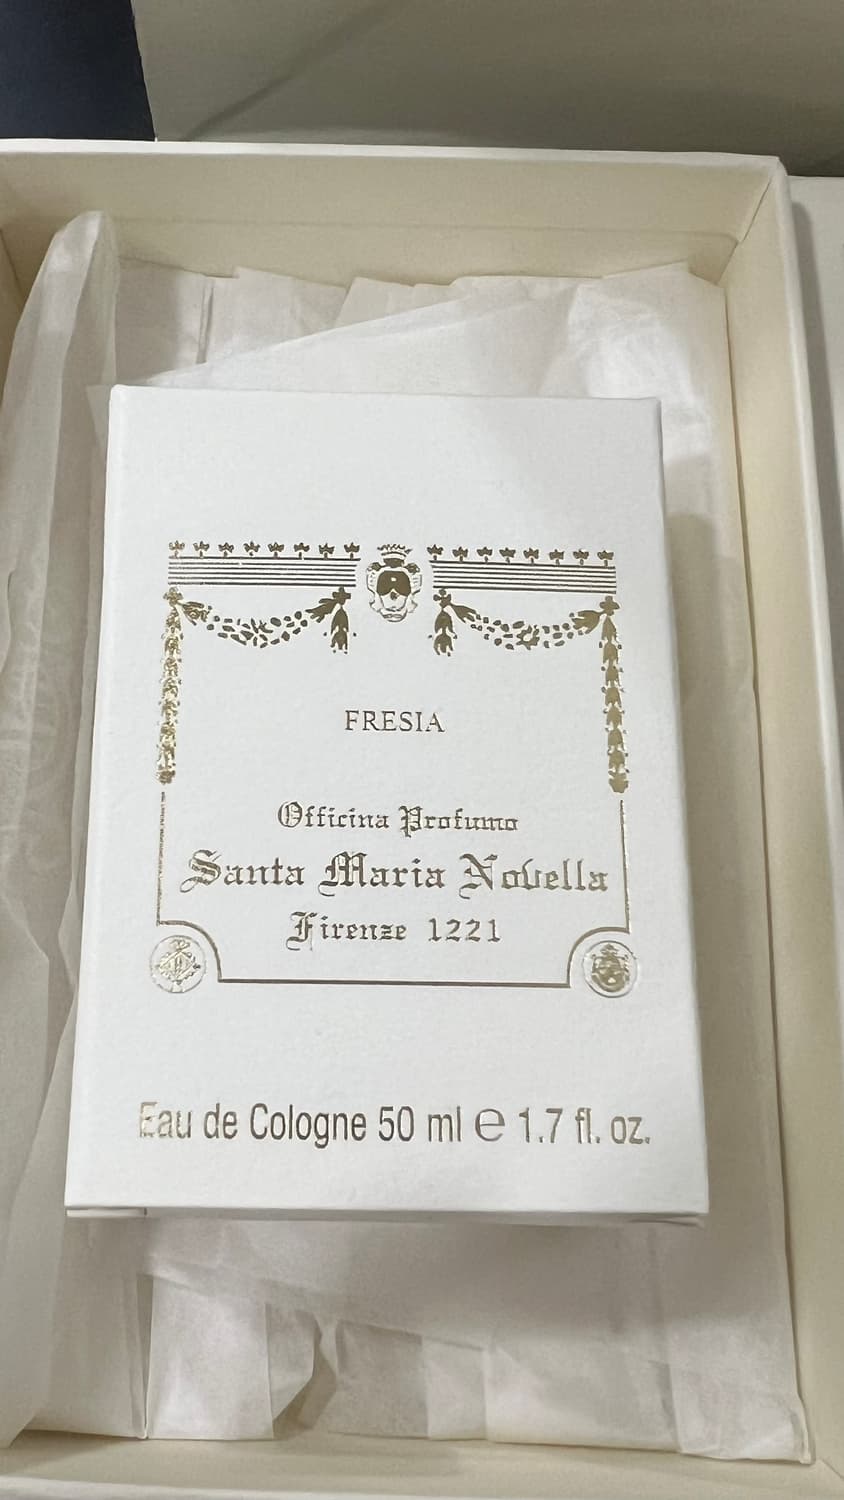 FRESIA
Officina Profumo
Santa Maria Novella
Firenze 1221
Eau de Cologne 50 ml ℮ 1.7 fl. oz.